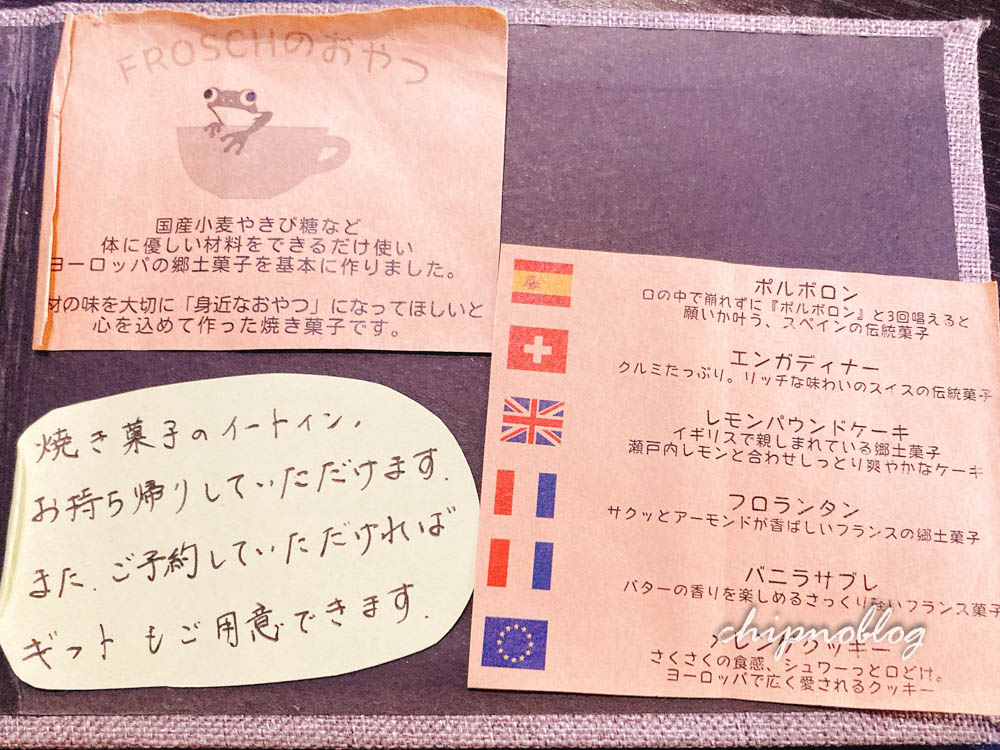 FROSCHのおやつ
国産小麦やきび糖など
体に優しい材料をできるだけ使い
ヨーロッパの郷土菓子を基本に作りました。
材の味を大切に「身近なおやつ」になってほしいと
心を込めて作った焼き菓子です。
焼き菓子のイートイン、
お持ち帰りしていただけます.
また、ご予約していただければ
ギフトもご用意できます.
ポルボロン
口の中で崩れずに『ポルボロン』と3回唱えると
願いか叶う、スペインの伝統菓子
エンガディナー
クルミたっぷり。リッチな味わいのスイスの伝統菓子
レモンパウンドケーキ
イギリスで親しまれている郷土菓子
瀬戸内レモンと合わせしっとり爽やかなケーキ
フロランタン
サクッとアーモンドが香ばしいフランスの郷土菓子
バニラサブレ
バターの香りを楽しめるさっくり軽いフランス菓子
クッキー
chipnoblog
さくさくの食感、シュワーっと口どけ。
ヨーロッパで広く愛されるクッキー